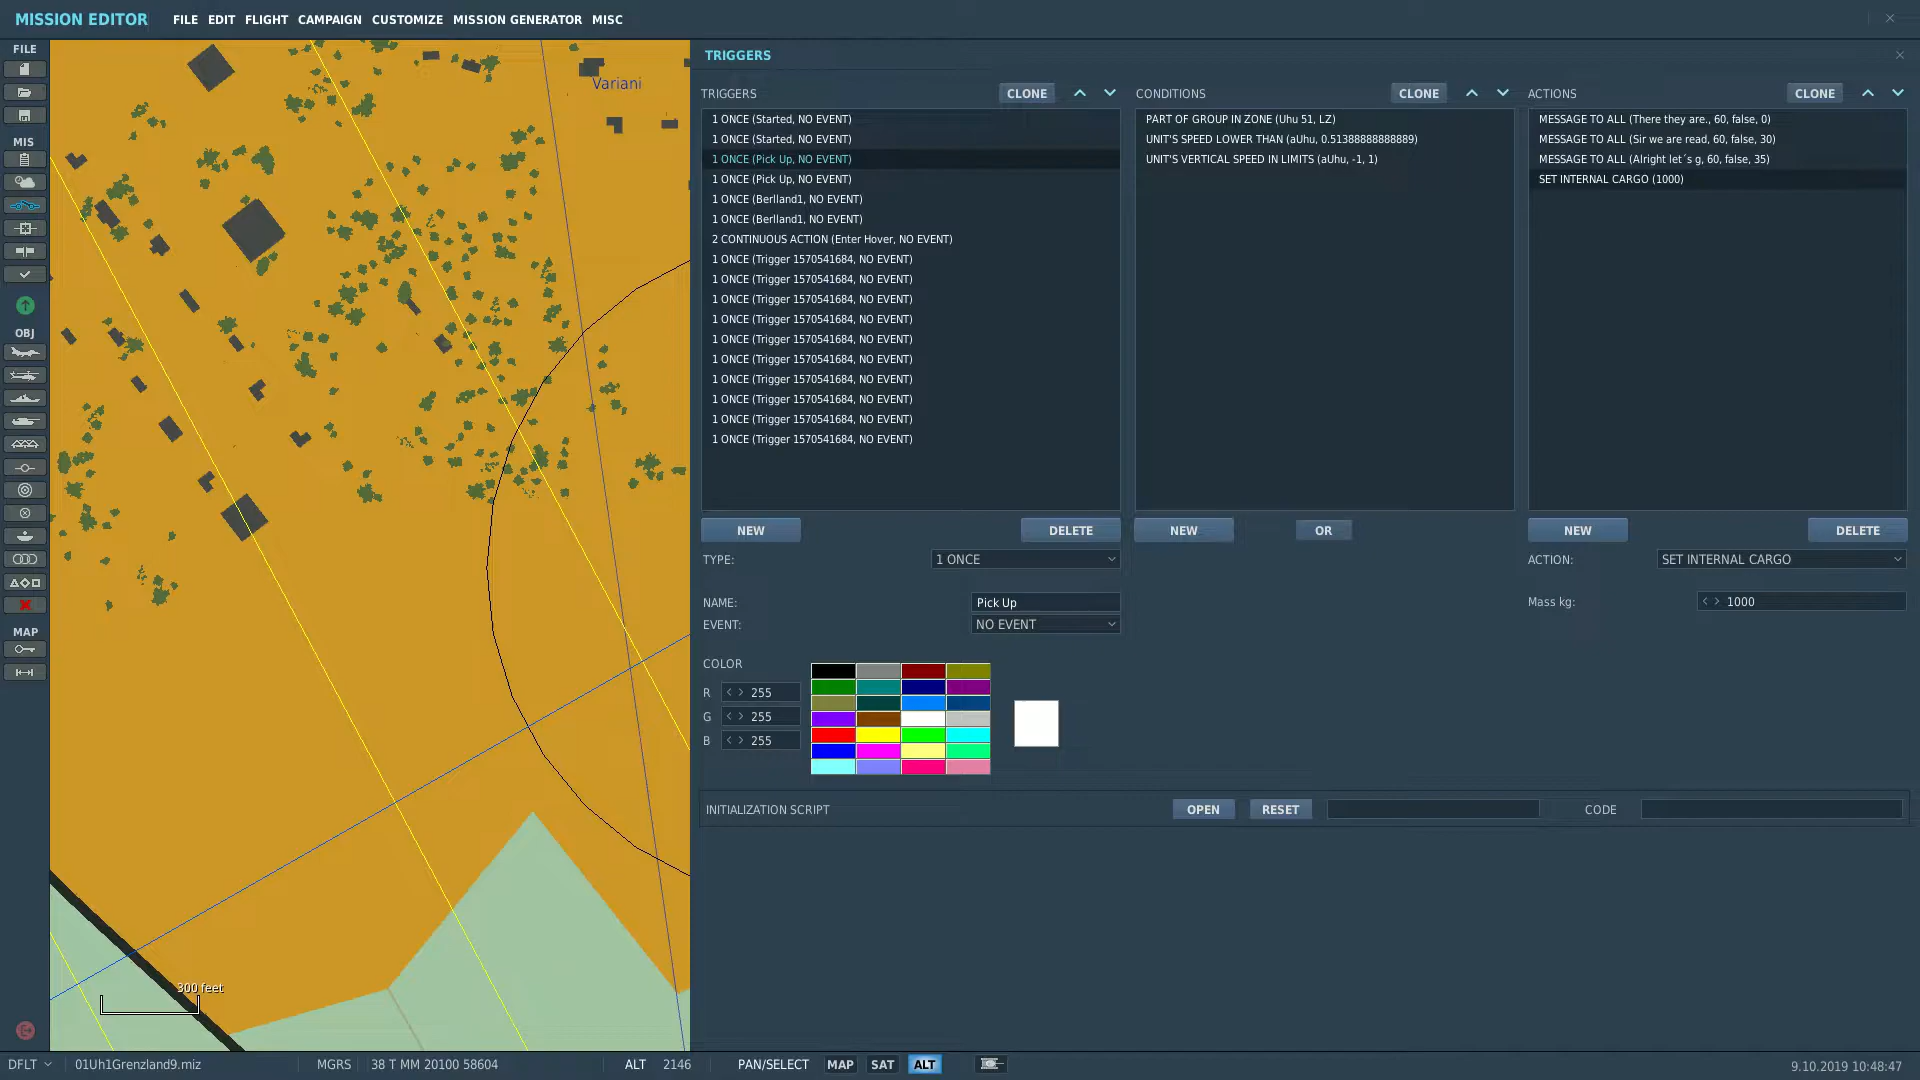 MISSION EDITOR
FILE EDIT FLIGHT CAMPAIGN CUSTOMIZE MISSION GENERATOR MISC
FILE
MIS
OBJ
MAP
Variani
300 feet
TRIGGERS
TRIGGERS
CLONE
1 ONCE (Started, NO EVENT)
1 ONCE (Started, NO EVENT)
1 ONCE (Pick Up, NO EVENT)
1 ONCE (Pick Up, NO EVENT)
1 ONCE (Berlland1, NO EVENT)
1 ONCE (Berlland1, NO EVENT)
2 CONTINUOUS ACTION (Enter Hover, NO EVENT)
1 ONCE (Trigger 1570541684, NO EVENT)
1 ONCE (Trigger 1570541684, NO EVENT)
1 ONCE (Trigger 1570541684, NO EVENT)
1 ONCE (Trigger 1570541684, NO EVENT)
1 ONCE (Trigger 1570541684, NO EVENT)
1 ONCE (Trigger 1570541684, NO EVENT)
1 ONCE (Trigger 1570541684, NO EVENT)
1 ONCE (Trigger 1570541684, NO EVENT)
1 ONCE (Trigger 1570541684, NO EVENT)
1 ONCE (Trigger 1570541684, NO EVENT)
NEW DELETE
TYPE: 1 ONCE
NAME: Pick Up
EVENT: NO EVENT
COLOR
R 255
G 255
B 255
CONDITIONS
CLONE
PART OF GROUP IN ZONE (Uhu 51, LZ)
UNIT'S SPEED LOWER THAN (aUhu, 0.51388888888889)
UNIT'S VERTICAL SPEED IN LIMITS (aUhu, -1, 1)
NEW OR
ACTIONS
CLONE
MESSAGE TO ALL (There they are., 60, false, 0)
MESSAGE TO ALL (Sir we are read, 60, false, 30)
MESSAGE TO ALL (Alright let´s g, 60, false, 35)
SET INTERNAL CARGO (1000)
NEW DELETE
ACTION: SET INTERNAL CARGO
Mass kg: 1000
INITIALIZATION SCRIPT OPEN RESET CODE
DFLT 01Uh1Grenzland9.miz MGRS 38 T MM 20100 58604 ALT 2146 PAN/SELECT MAP SAT ALT 9.10.2019 10:48:47